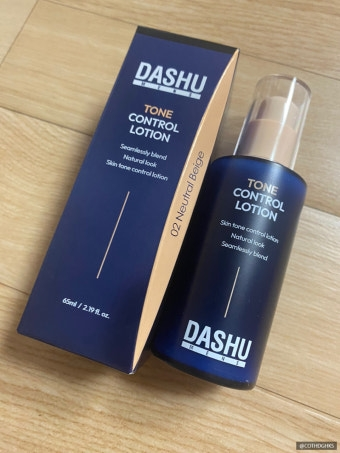 DASHU
MENS
TONE
CONTROL
LOTION
Seamlessly blend
Natural look
Skin tone control lotion
65ml / 2.19 fl. oz.
02 Neutral Beige
TONE
CONTROL
LOTION
Skin tone control lotion
Natural look
Seamlessly blend
DASHU
MENS
@COTHDGHKS